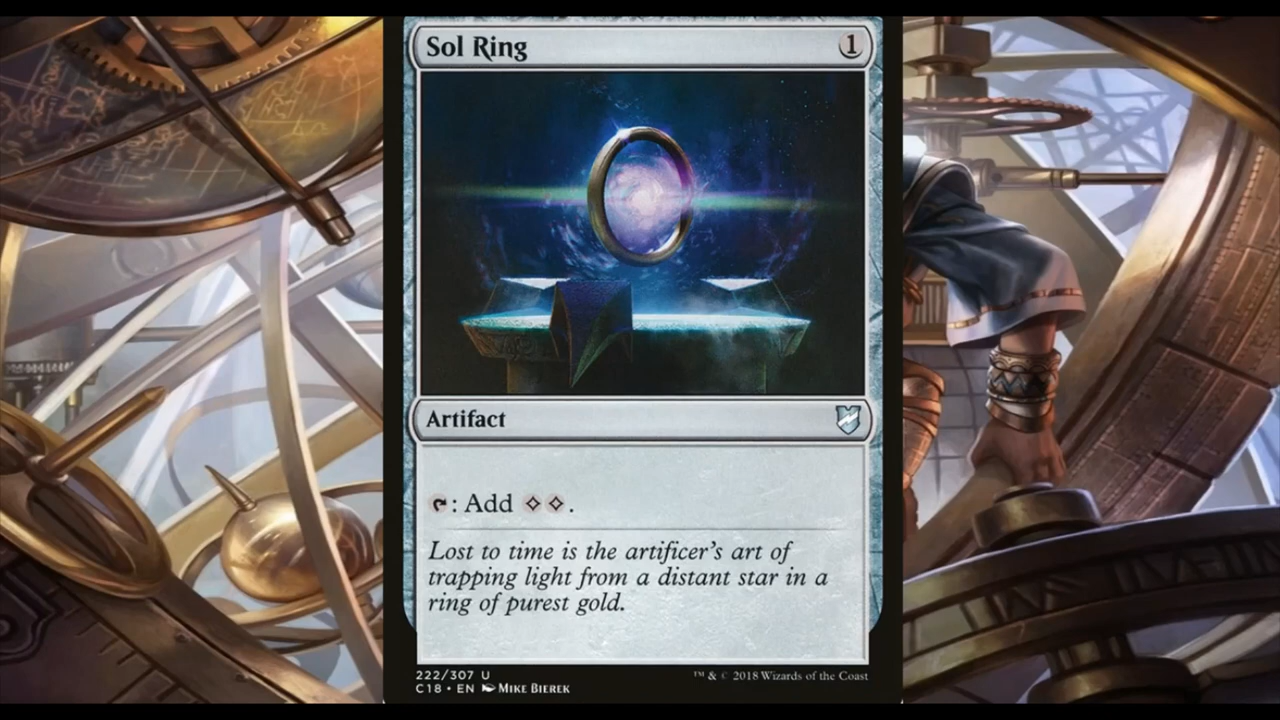 Sol Ring 1
Artifact
: Add .
Lost to time is the artificer's art of
trapping light from a distant star in a
ring of purest gold.
222/307 U
C18 • EN MIKE BIEREK
™ & © 2018 Wizards of the Coast